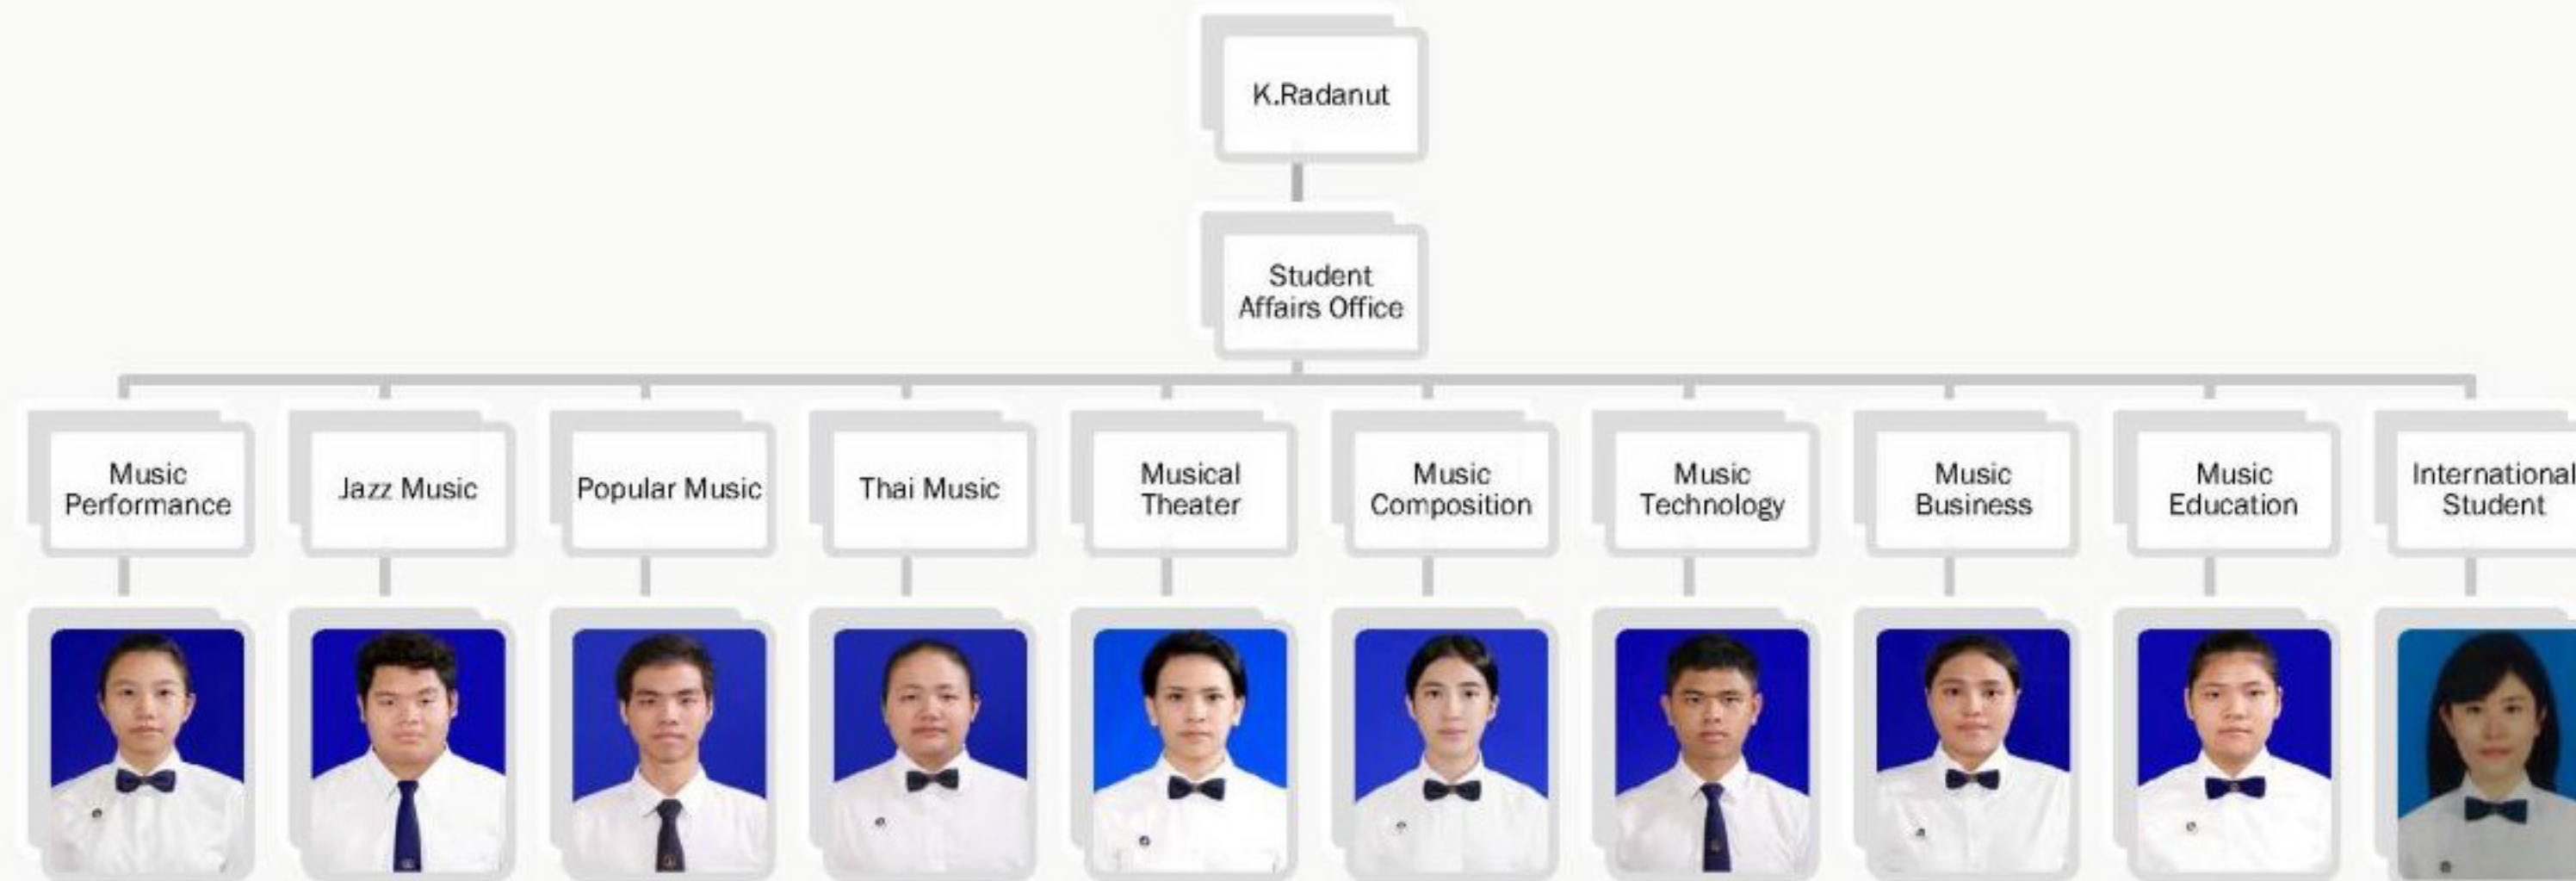 K.Radanut
Student
Affairs Office
Music
Performance
Jazz Music
Popular Music
Thai Music
Musical
Theater
Music
Composition
Music
Technology
Music
Business
Music
Education
International
Student